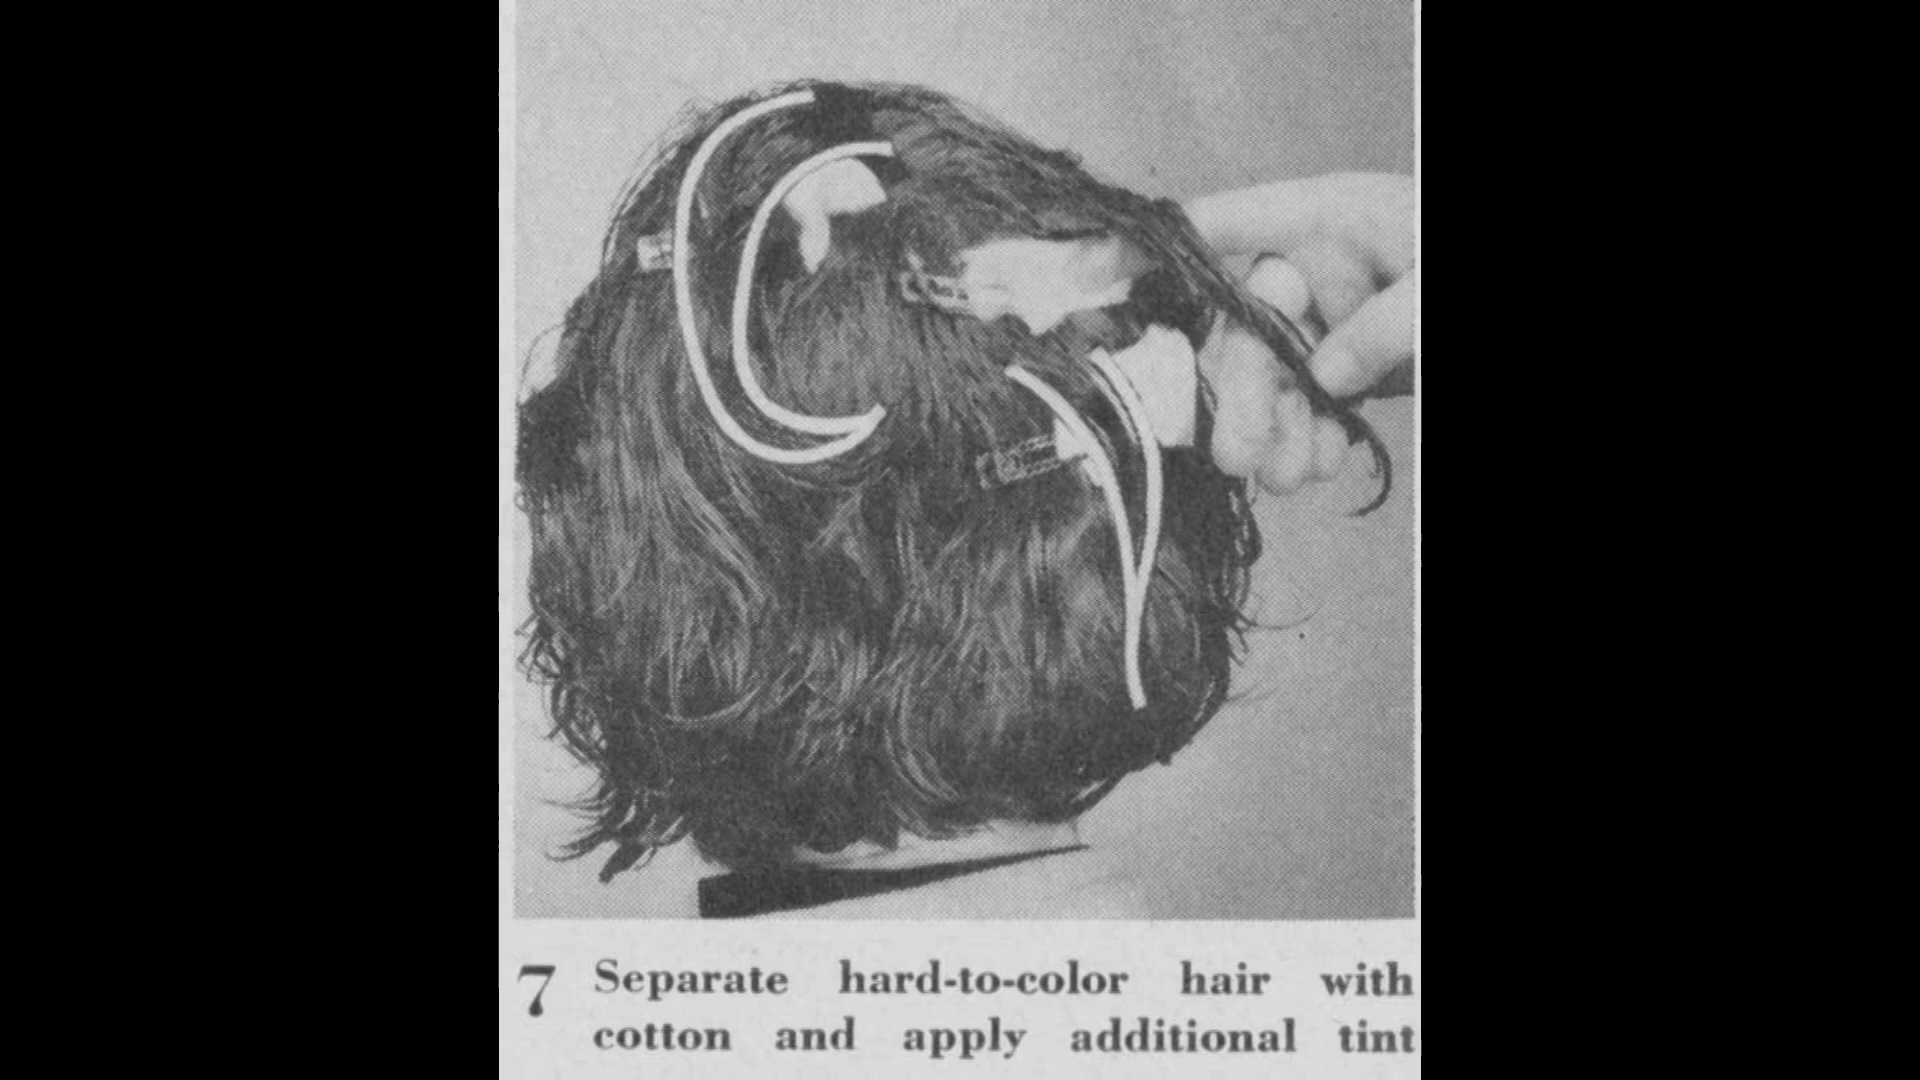 7 Separate hard-to-color hair with
cotton and apply additional tint